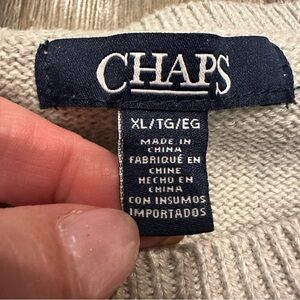 CHAPS
XL/TG/EG
MADE IN
CHINA
FABRIQUÉ EN
CHINE
HECHO EN
CHINA
CON INSUMOS
IMPORTADOS